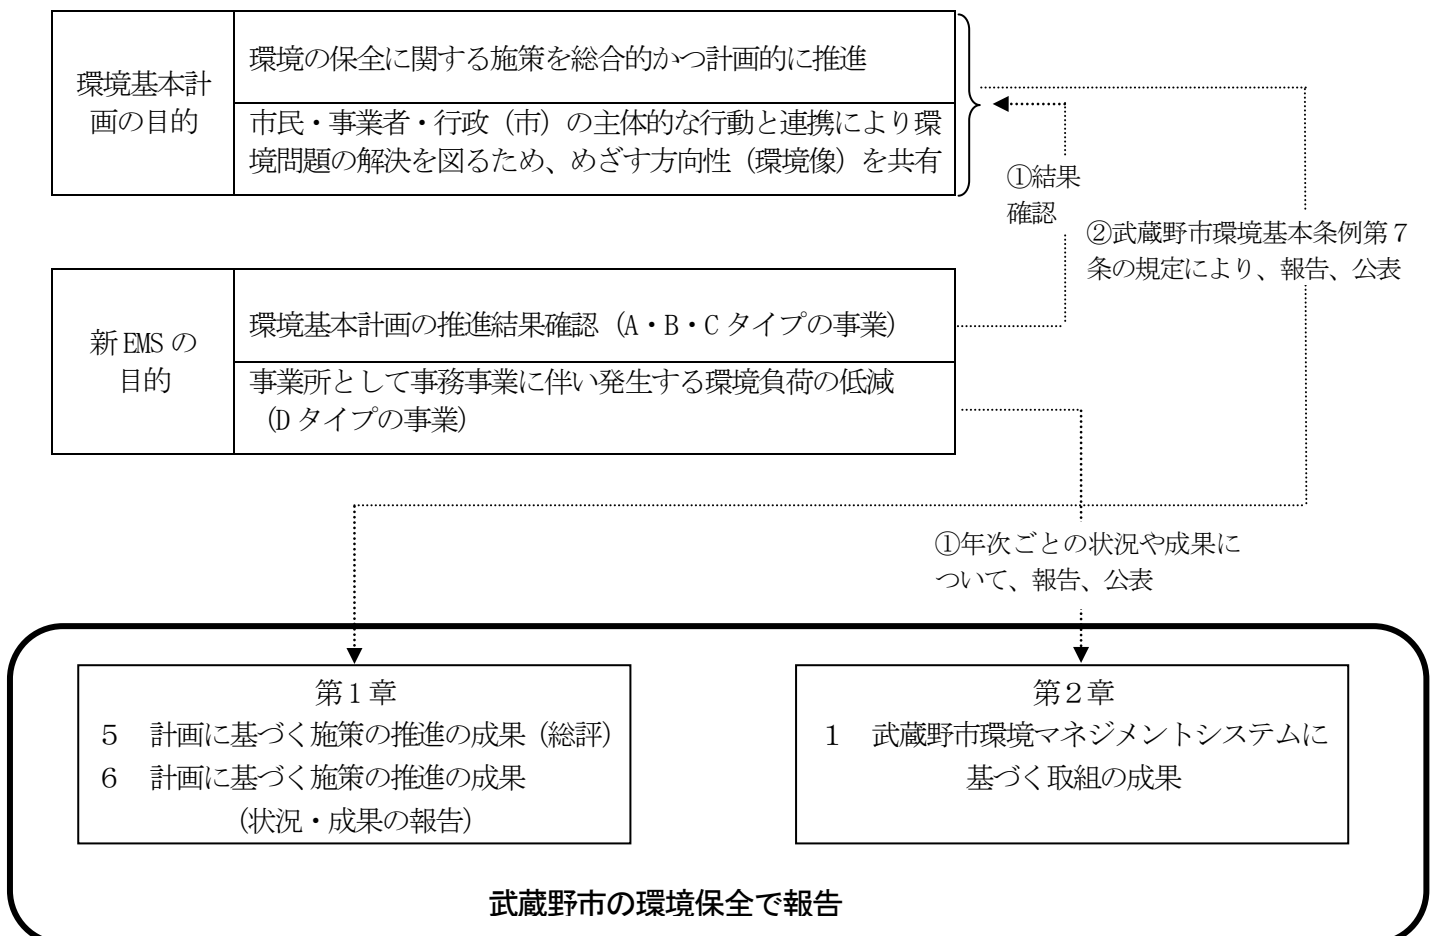 環境基本計
画の目的
環境の保全に関する施策を総合的かつ計画的に推進
市民・事業者・行政（市）の主体的な行動と連携により環
境問題の解決を図るため、めざす方向性（環境像）を共有
①結果
確認
②武蔵野市環境基本条例第７
条の規定により、報告、公表
新EMSの
目的
環境基本計画の推進結果確認（A・B・Cタイプの事業）
事業所として事務事業に伴い発生する環境負荷の低減
（Dタイプの事業）
①年次ごとの状況や成果に
ついて、報告、公表
第１章
５　計画に基づく施策の推進の成果（総評）
６　計画に基づく施策の推進の成果
（状況・成果の報告）
第２章
１　武蔵野市環境マネジメントシステムに
基づく取組の成果
武蔵野市の環境保全で報告